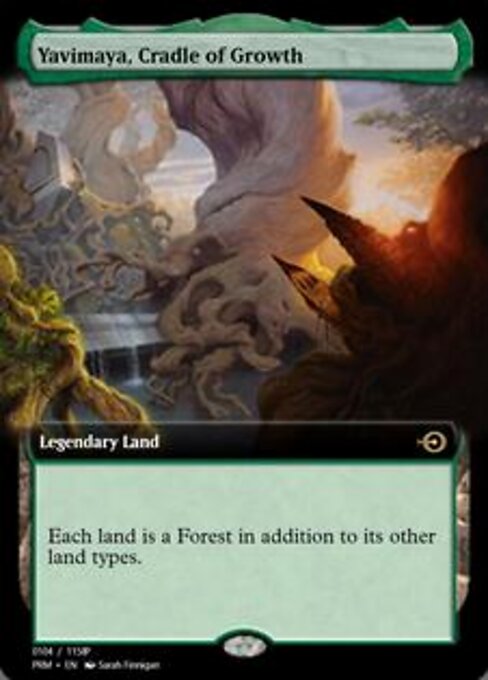 Yavimaya, Cradle of Growth
Legendary Land
Each land is a Forest in addition to its other
land types.
0104 / 115IP
PRM • EN Sarah Finnigan